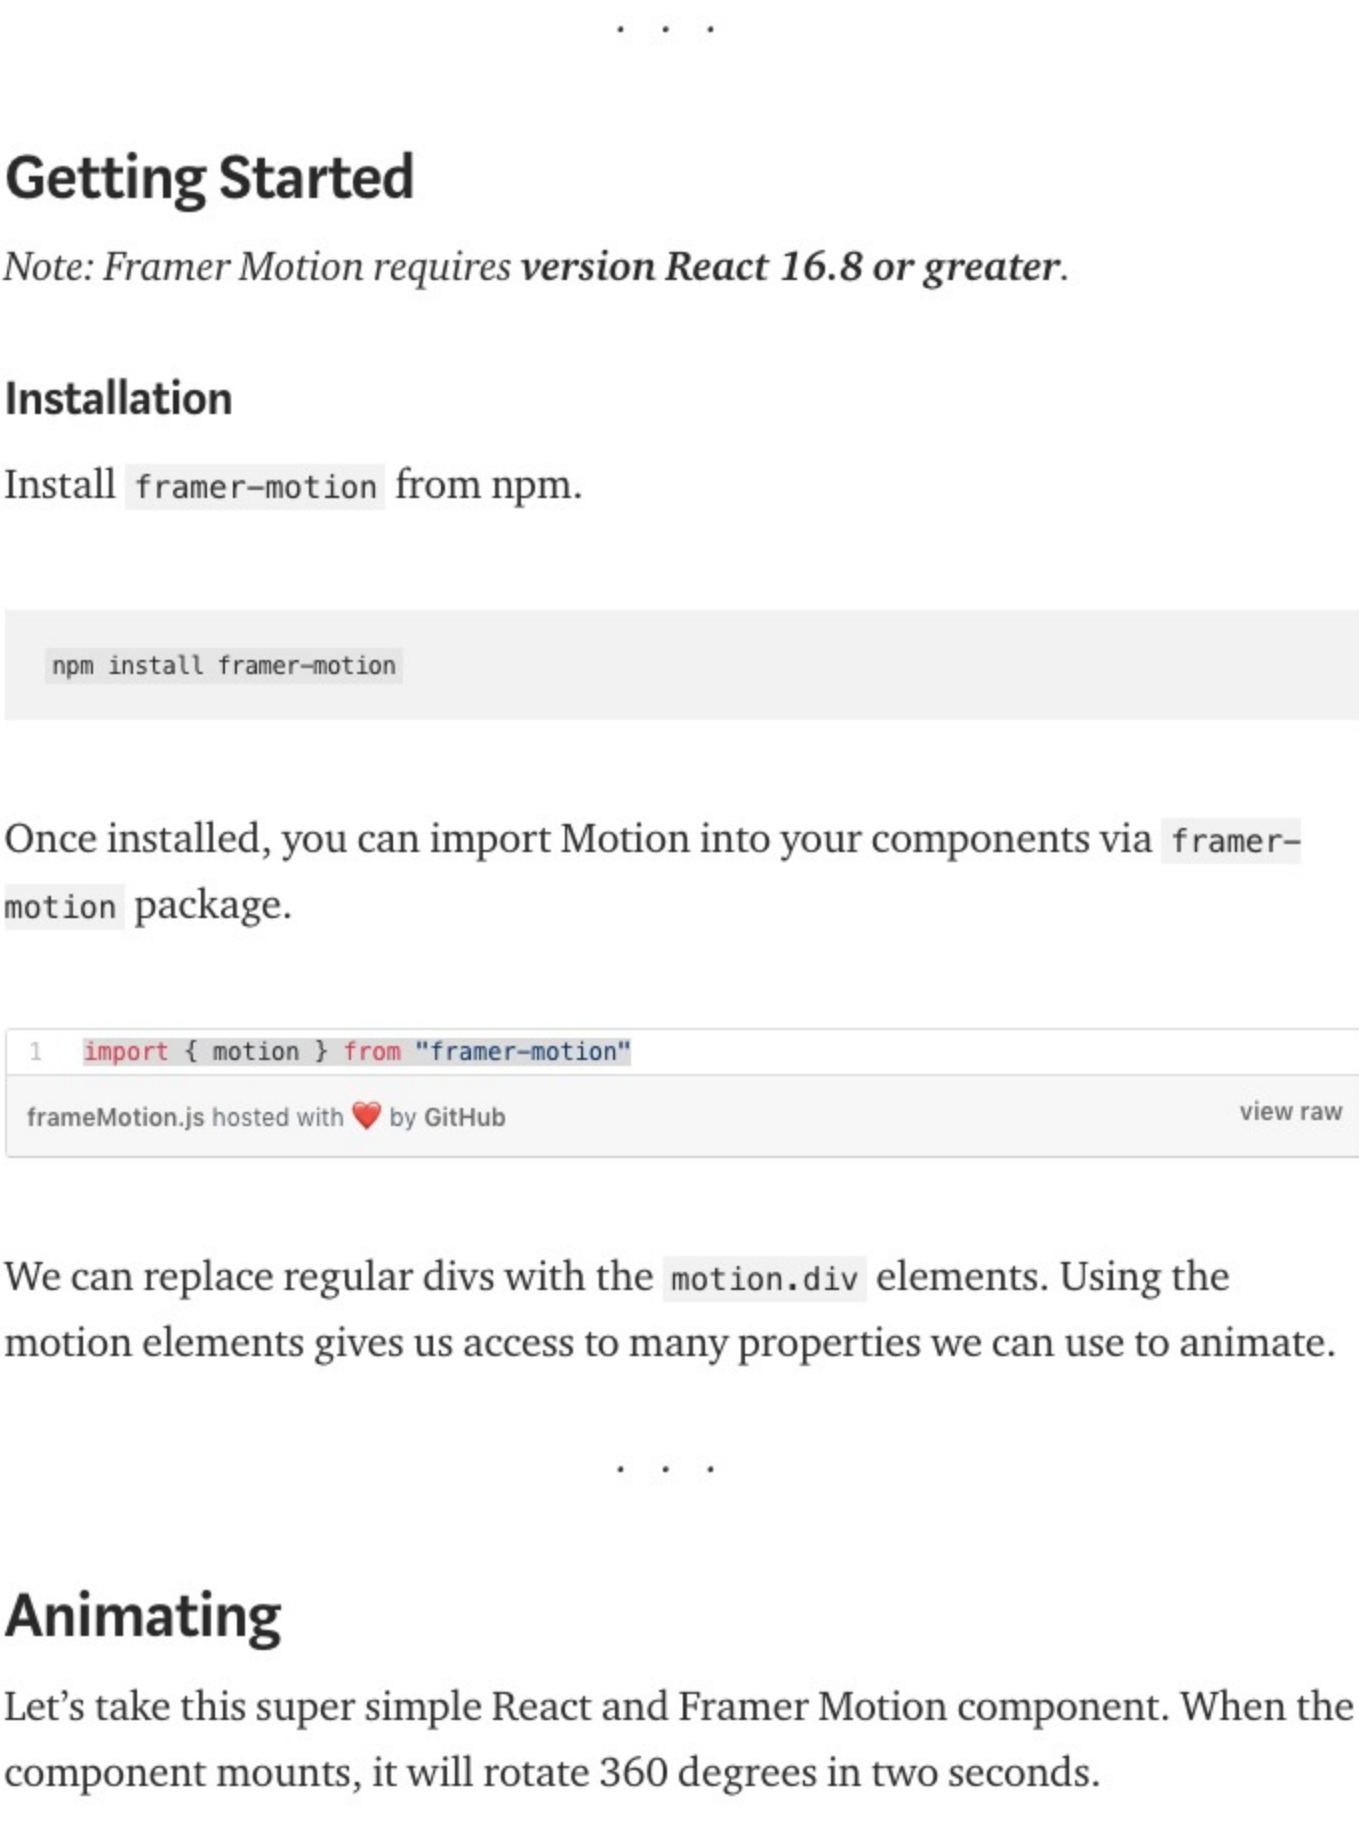 . . .
Getting Started
Note: Framer Motion requires version React 16.8 or greater.
Installation
Install framer-motion from npm.
npm install framer-motion
Once installed, you can import Motion into your components via framer-
motion package.
1 import { motion } from "framer-motion"
frameMotion.js hosted with ❤ by GitHub view raw
We can replace regular divs with the motion.div elements. Using the
motion elements gives us access to many properties we can use to animate.
. . .
Animating
Let’s take this super simple React and Framer Motion component. When the
component mounts, it will rotate 360 degrees in two seconds.